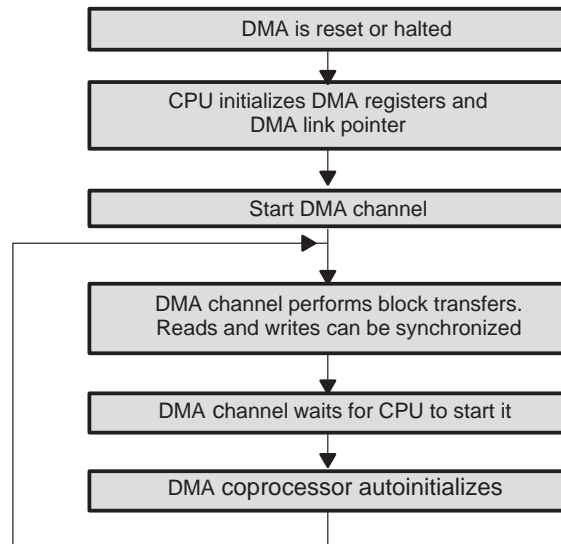 DMA is reset or halted
CPU initializes DMA registers and
DMA link pointer
Start DMA channel
DMA channel performs block transfers.
Reads and writes can be synchronized
DMA channel waits for CPU to start it
DMA coprocessor autoinitializes